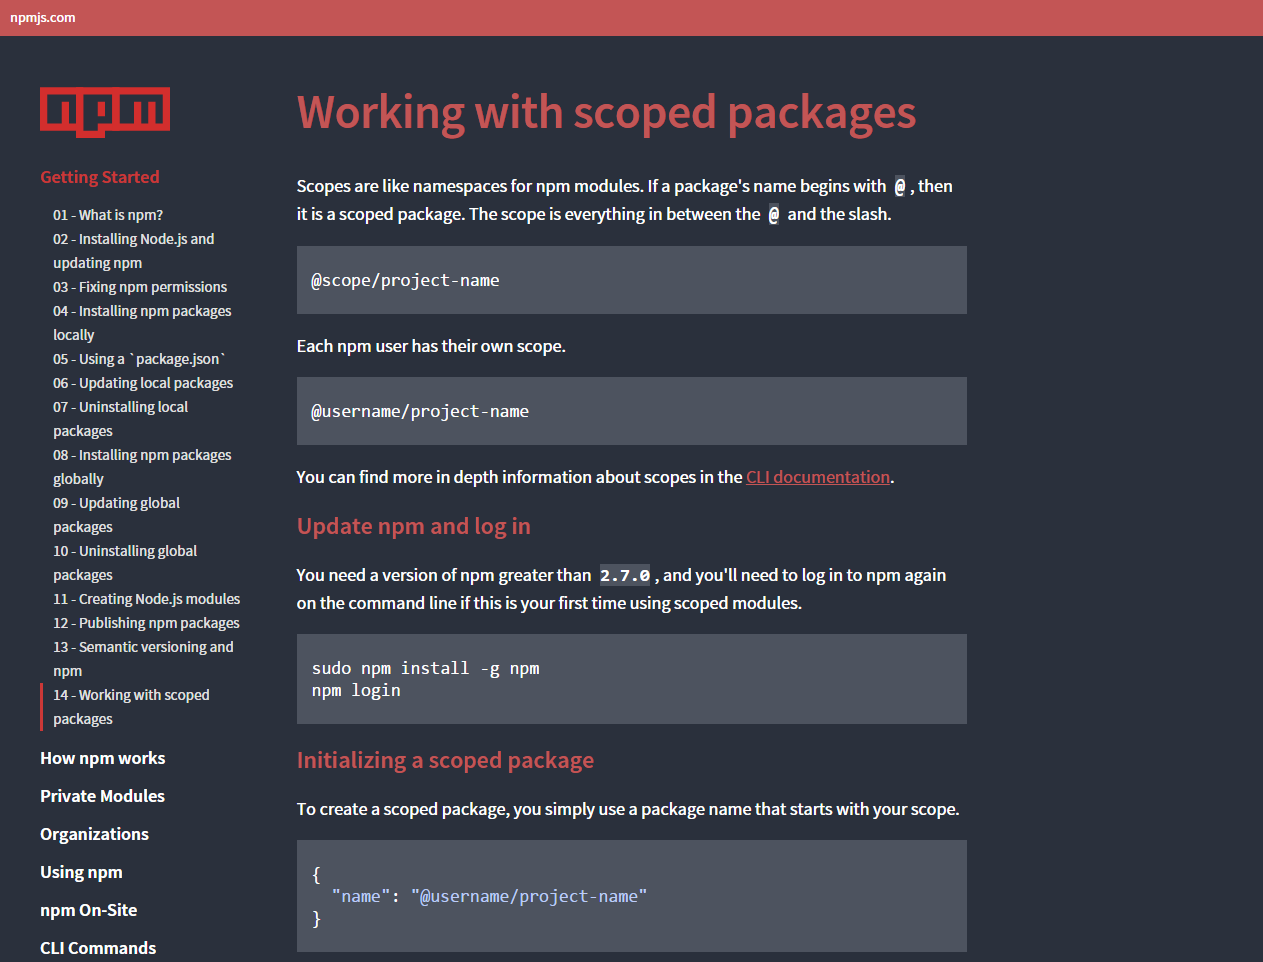 npmjs.com
npm
Getting Started
01 - What is npm?
02 - Installing Node.js and
updating npm
03 - Fixing npm permissions
04 - Installing npm packages
locally
05 - Using a `package.json`
06 - Updating local packages
07 - Uninstalling local
packages
08 - Installing npm packages
globally
09 - Updating global
packages
10 - Uninstalling global
packages
11 - Creating Node.js modules
12 - Publishing npm packages
13 - Semantic versioning and
npm
14 - Working with scoped
packages
How npm works
Private Modules
Organizations
Using npm
npm On-Site
CLI Commands
Working with scoped packages
Scopes are like namespaces for npm modules. If a package's name begins with @ , then
it is a scoped package. The scope is everything in between the @ and the slash.
@scope/project-name
Each npm user has their own scope.
@username/project-name
You can find more in depth information about scopes in the CLI documentation.
Update npm and log in
You need a version of npm greater than 2.7.0 , and you'll need to log in to npm again
on the command line if this is your first time using scoped modules.
sudo npm install -g npm
npm login
Initializing a scoped package
To create a scoped package, you simply use a package name that starts with your scope.
{
  "name": "@username/project-name"
}